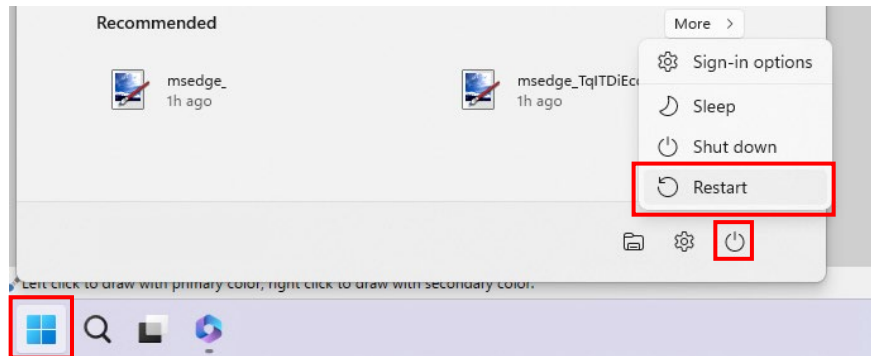 Recommended
More >
msedge_
1h ago
msedge_TqITDiEc
1h ago
Sign-in options
Sleep
Shut down
Restart
Left click to draw with primary color, right click to draw with secondary color.